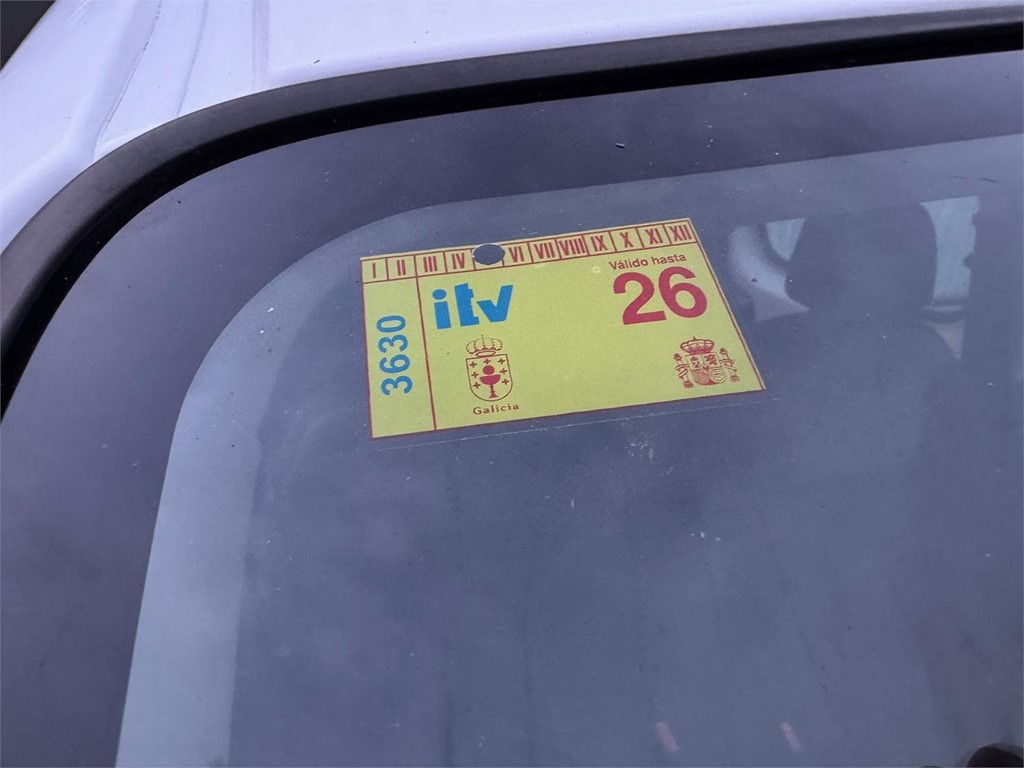 I II III IV VI VII VIII IX X XI XII
Válido hasta
itv 26
3630
Galicia